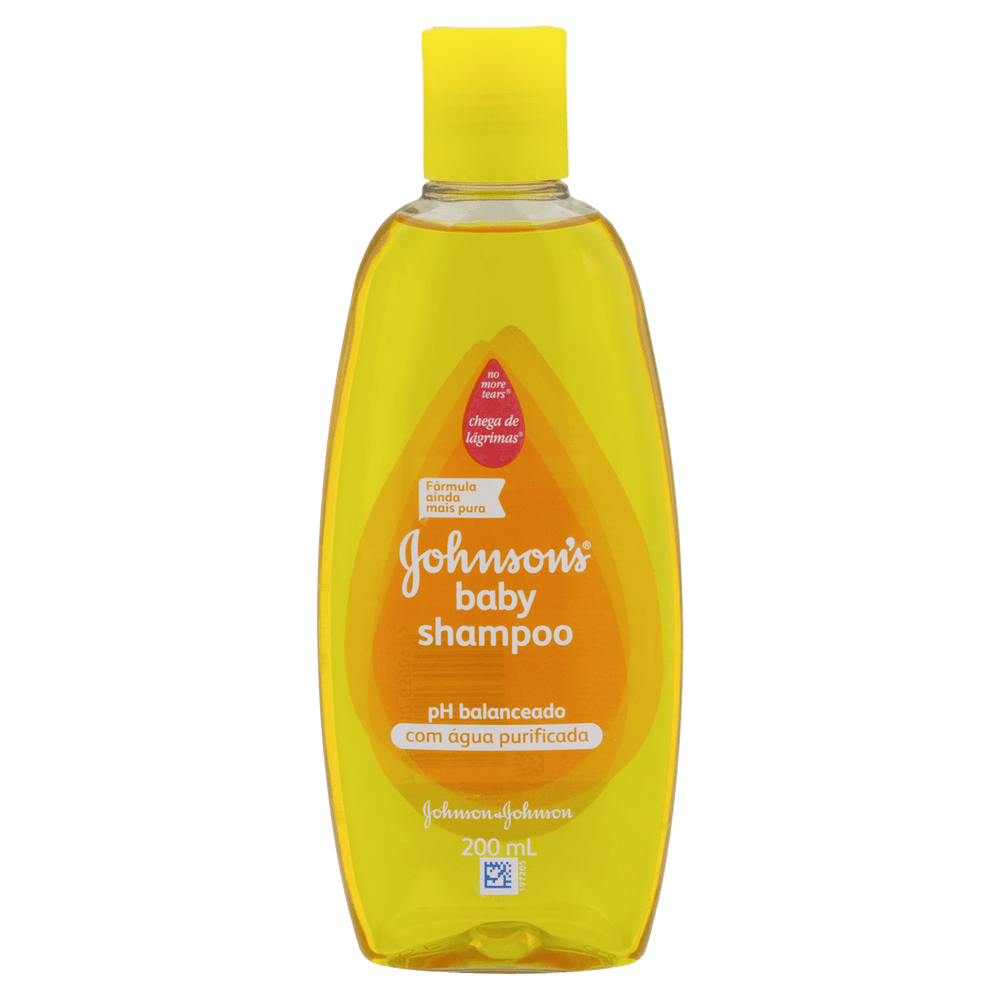 no
more
tears®
chega de
lágrimas®
Fórmula
ainda
mais pura
Johnson's®
baby
shampoo
pH balanceado
com água purificada
Johnson & Johnson
200 mL
197205